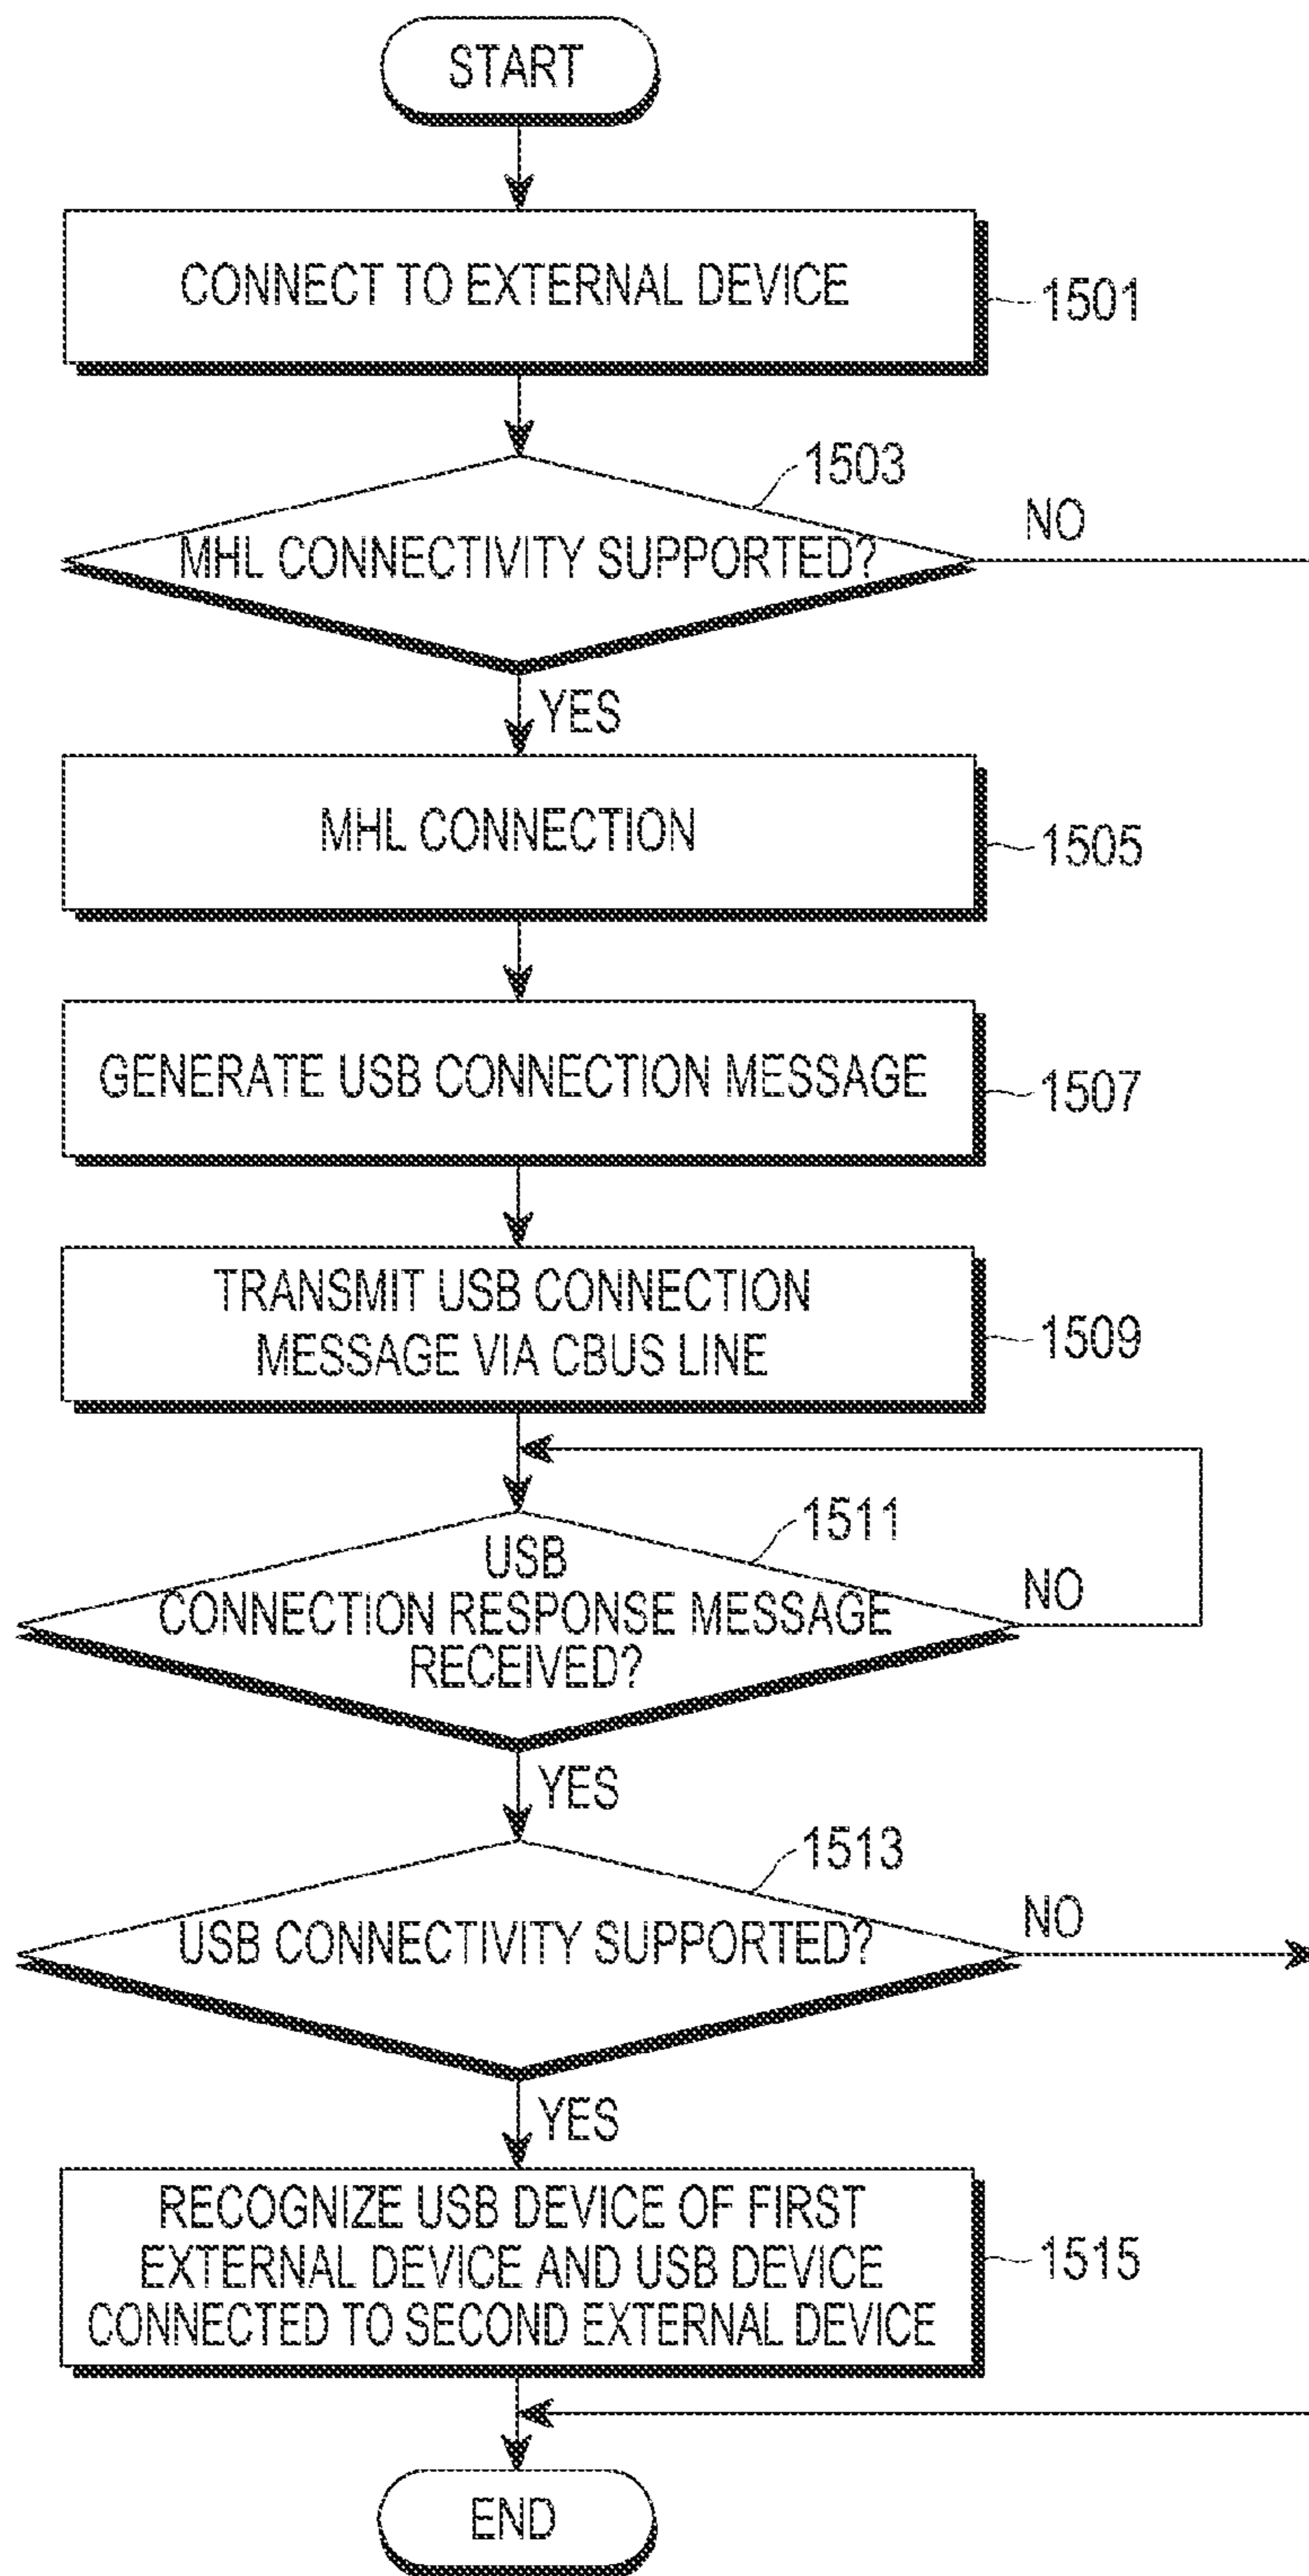 START
CONNECT TO EXTERNAL DEVICE
1501
1503
MHL CONNECTIVITY SUPPORTED?
NO
YES
MHL CONNECTION
1505
GENERATE USB CONNECTION MESSAGE
1507
TRANSMIT USB CONNECTION
MESSAGE VIA CBUS LINE
1509
1511
USB
CONNECTION RESPONSE MESSAGE
RECEIVED?
NO
YES
1513
USB CONNECTIVITY SUPPORTED?
NO
YES
RECOGNIZE USB DEVICE OF FIRST
EXTERNAL DEVICE AND USB DEVICE
CONNECTED TO SECOND EXTERNAL DEVICE
1515
END